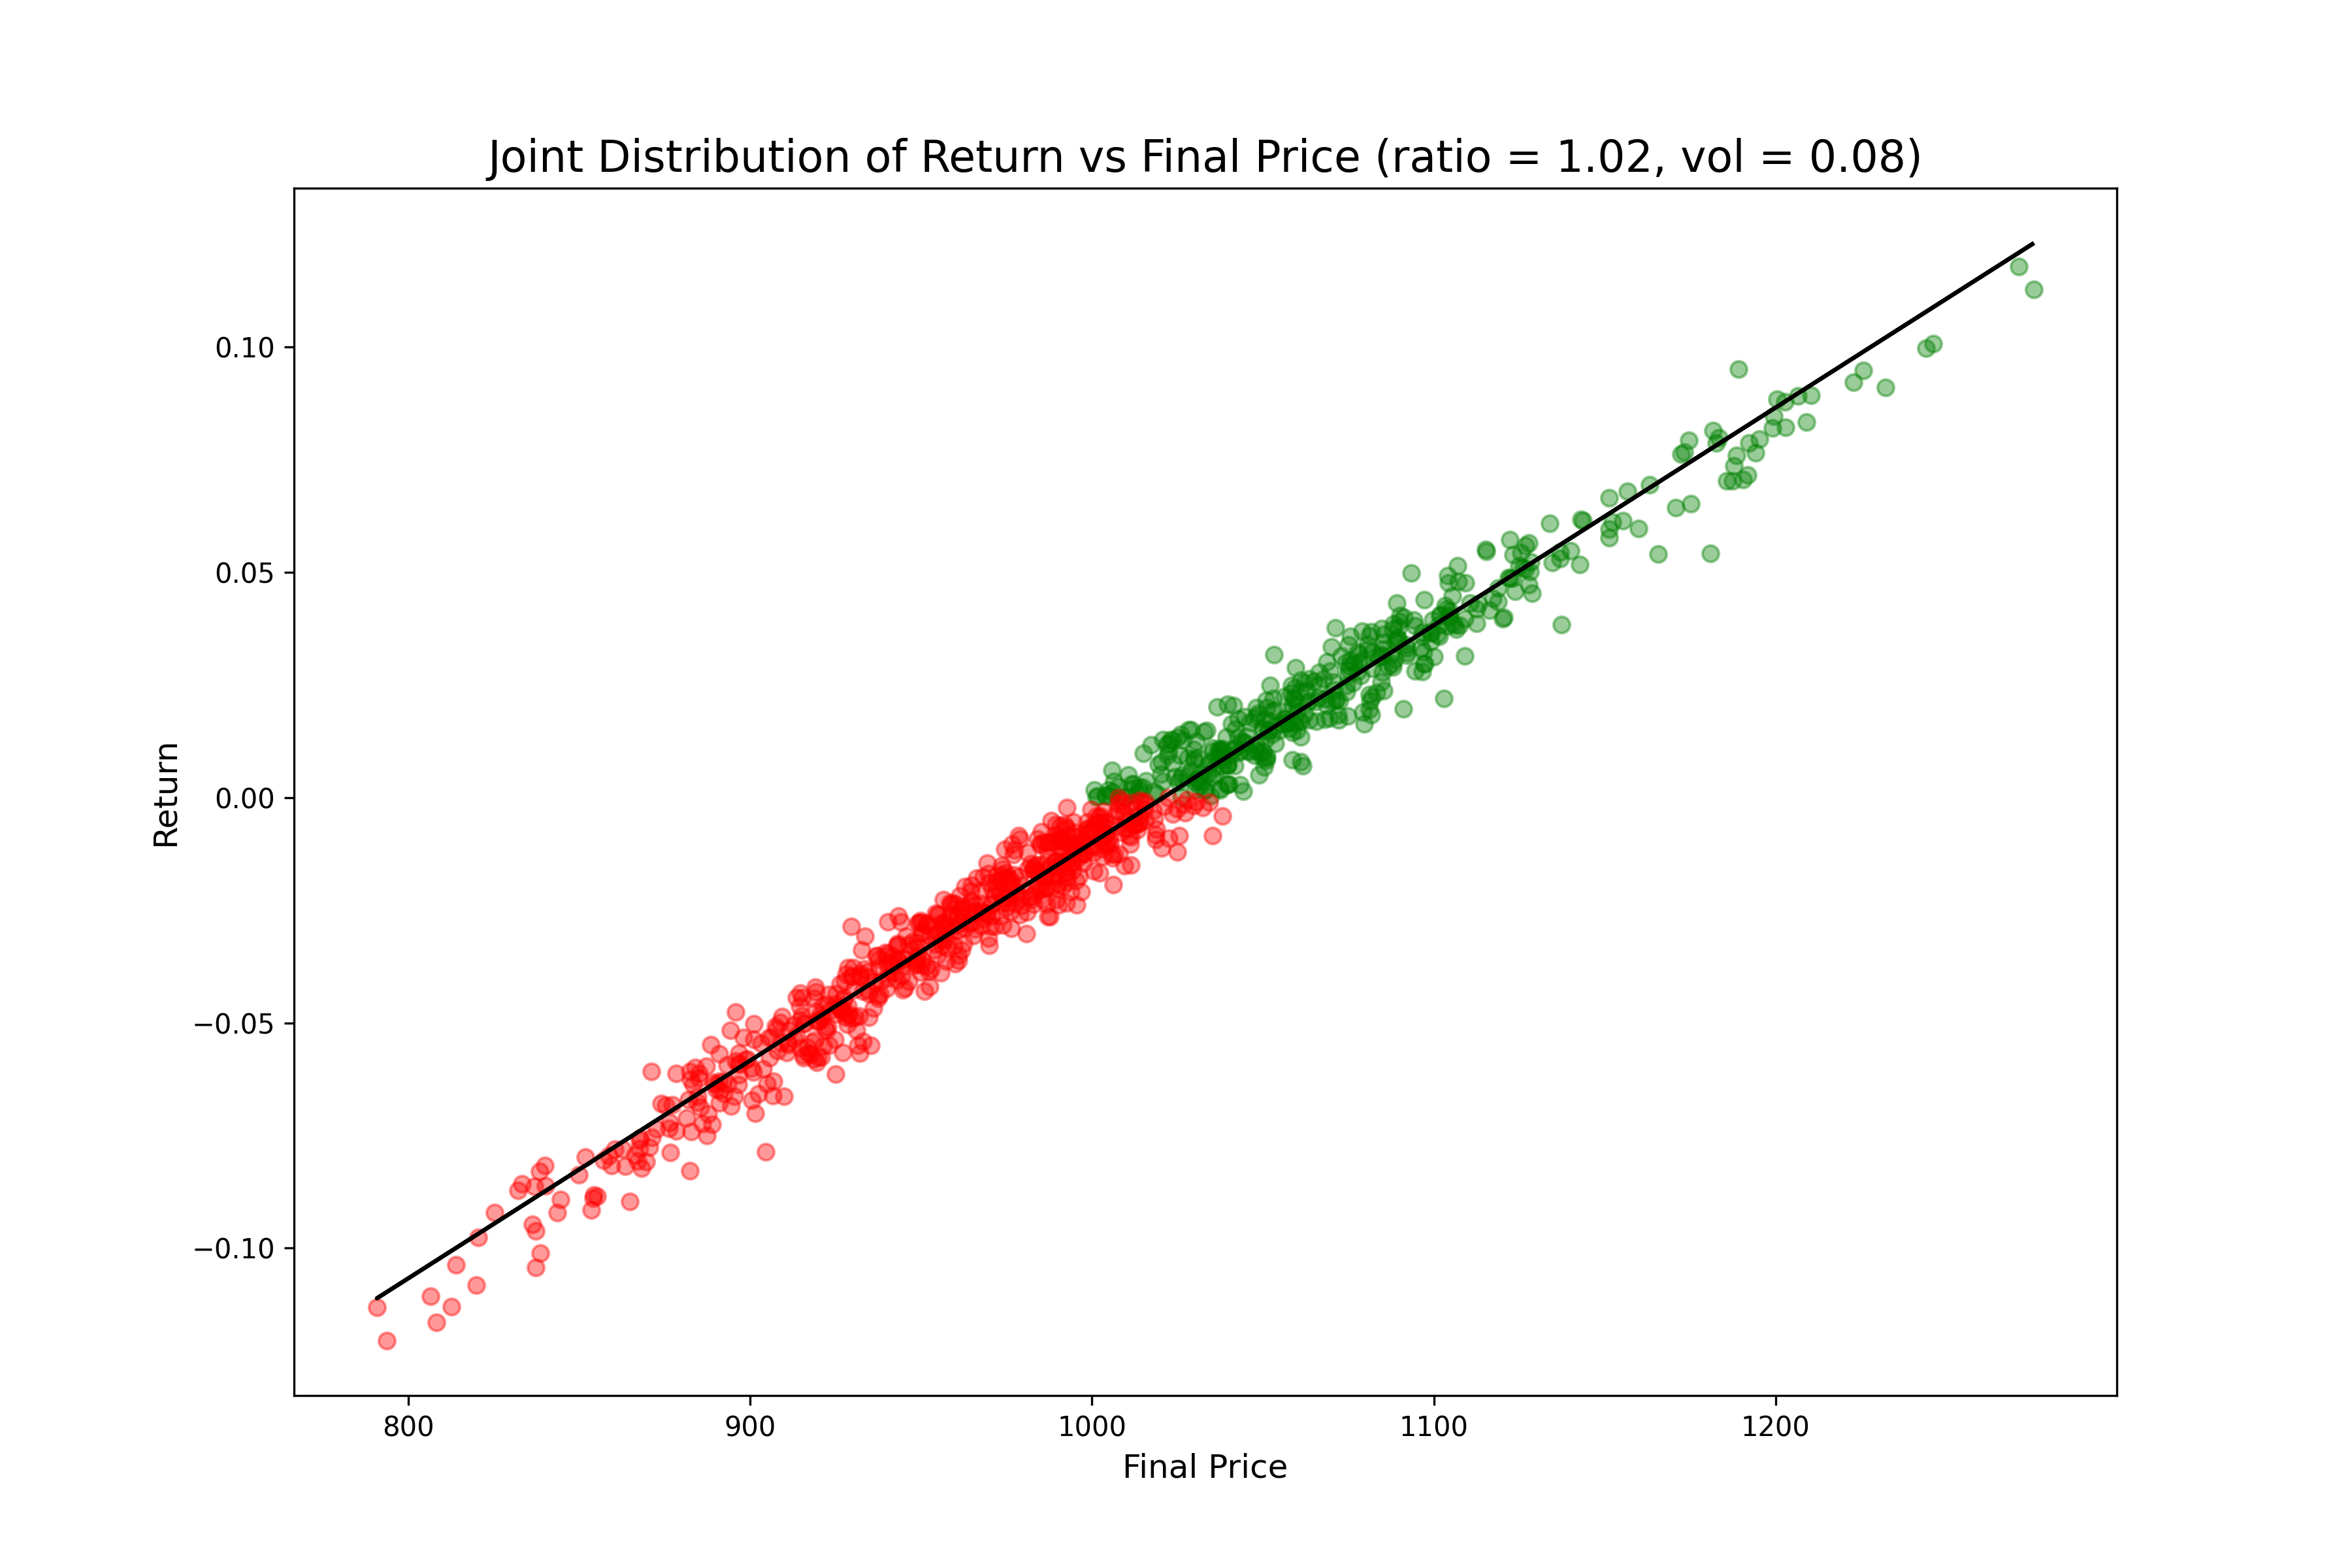 Joint Distribution of Return vs Final Price (ratio = 1.02, vol = 0.08)
0.10
0.05
0.00
−0.05
−0.10
Return
800 900 1000 1100 1200
Final Price